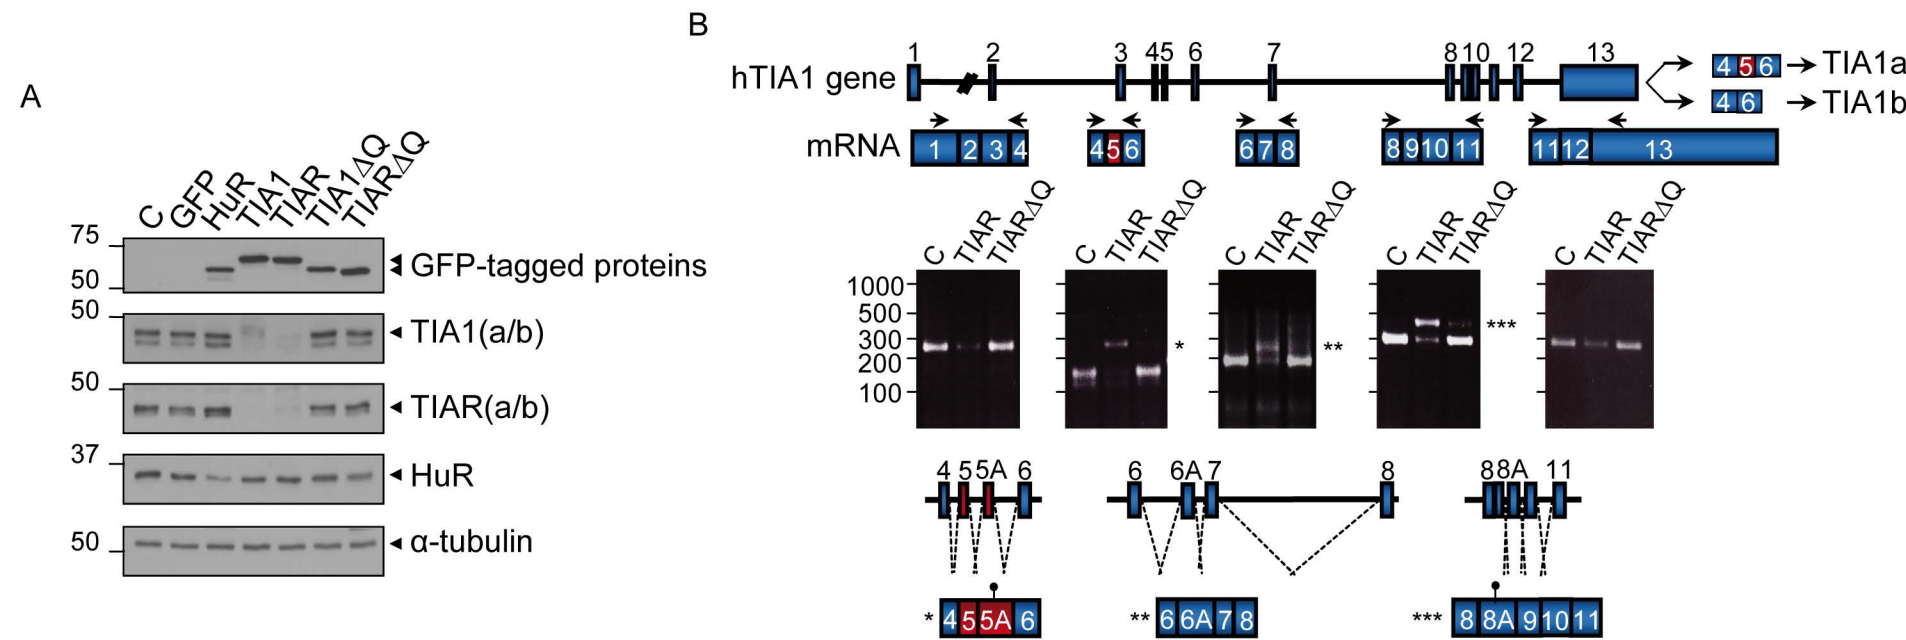 A
C GFP HuR TIA1 TIAR TIA1ΔQ TIARΔQ
75
50
GFP-tagged proteins
50
TIA1(a/b)
50
TIAR(a/b)
37
HuR
50
α-tubulin
B
1 2 3 45 6 7 8 10 12 13
hTIA1 gene
4 5 6 TIA1a
4 6 TIA1b
mRNA
1 2 3 4
4 5 6
6 7 8
8 9 10 11
11 12 13
C TIAR TIARΔQ
C TIAR TIARΔQ
C TIAR TIARΔQ
C TIAR TIARΔQ
C TIAR TIARΔQ
1000
500
300
200
100
*
**
***
4 5 5A 6
6 6A 7 8
8 8A 11
* 4 5 5A 6
** 6 6A 7 8
*** 8 8A 9 10 11